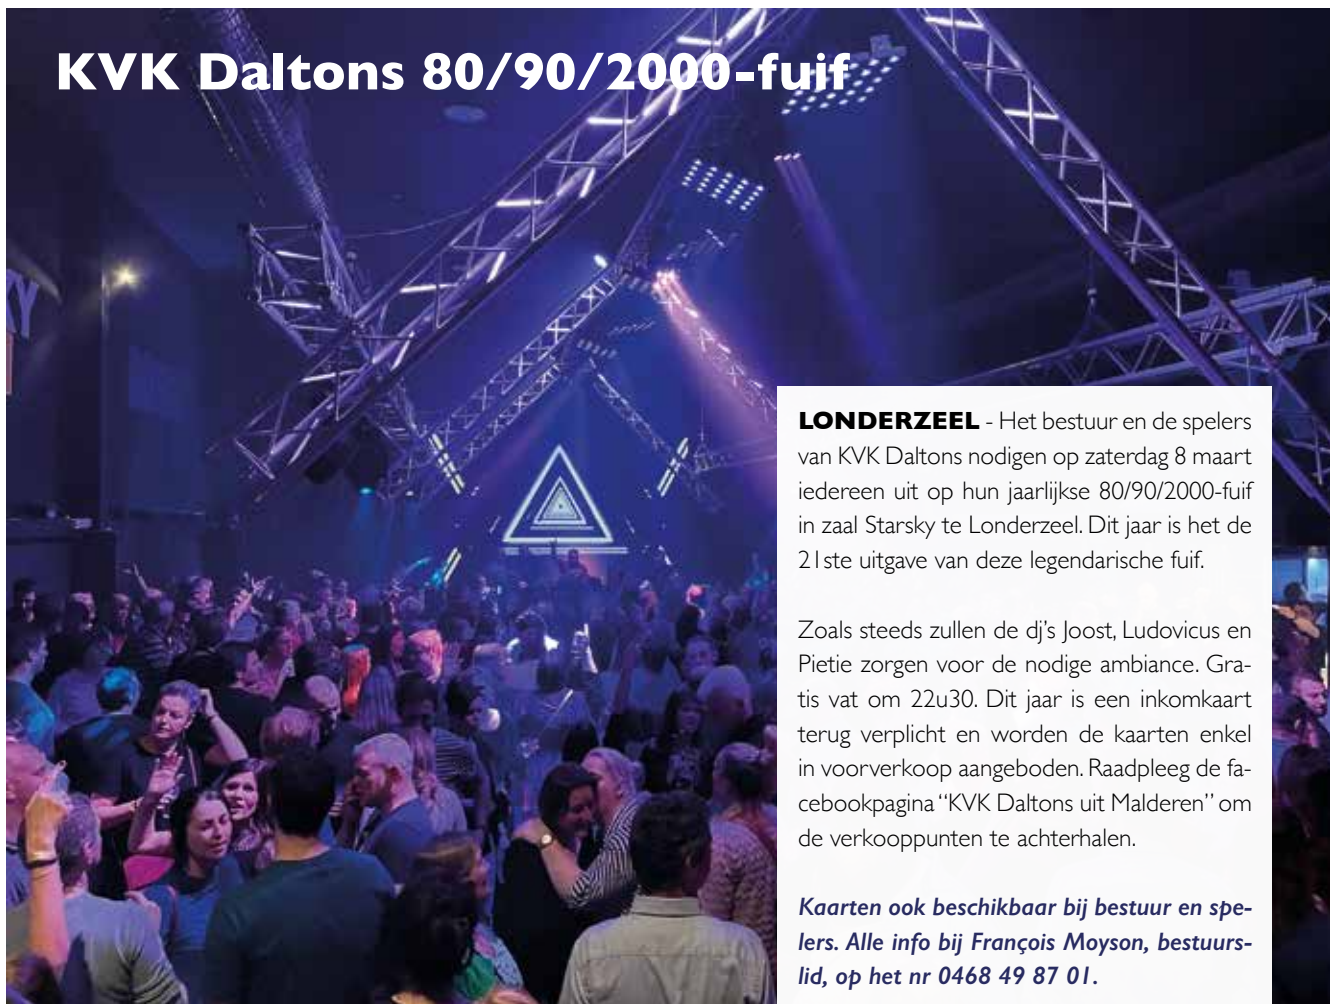 KVK Daltons 80/90/2000-fuif
LONDERZEEL - Het bestuur en de spelers
van KVK Daltons nodigen op zaterdag 8 maart
iedereen uit op hun jaarlijkse 80/90/2000-fuif
in zaal Starsky te Londerzeel. Dit jaar is het de
21ste uitgave van deze legendarische fuif.
Zoals steeds zullen de dj's Joost, Ludovicus en
Pietie zorgen voor de nodige ambiance. Gra-
tis vat om 22u30. Dit jaar is een inkomkaart
terug verplicht en worden de kaarten enkel
in voorverkoop aangeboden. Raadpleeg de fa-
cebookpagina “KVK Daltons uit Malderen” om
de verkooppunten te achterhalen.
Kaarten ook beschikbaar bij bestuur en spe-
lers. Alle info bij François Moyson, bestuurs-
lid, op het nr 0468 49 87 01.